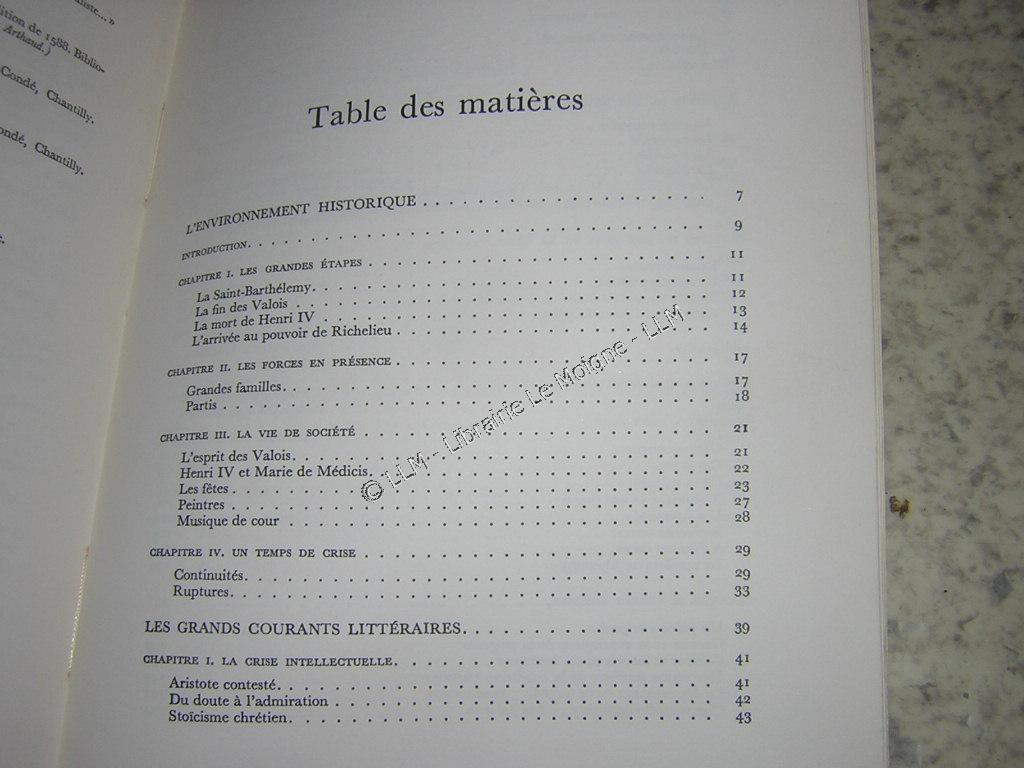 aliste...»
ition de 1588. Biblio-
Arthaud.)
Condé, Chantilly.
ondé, Chantilly.
Table des matières
L'ENVIRONNEMENT HISTORIQUE . . . . . . . . . . . . . . . . . . . 7
INTRODUCTION. . . . . . . . . . . . . . . . . . . . . . . . . . . . . 9
CHAPITRE I. LES GRANDES ÉTAPES . . . . . . . . . . . . . . . . . . . . . 11
La Saint-Barthélemy. . . . . . . . . . . . . . . . . . . . . . . . . 11
La fin des Valois . . . . . . . . . . . . . . . . . . . . . . . . . . 12
La mort de Henri IV . . . . . . . . . . . . . . . . . . . . . . . . 13
L'arrivée au pouvoir de Richelieu . . . . . . . . . . . . . . . . . . . 14
CHAPITRE II. LES FORCES EN PRÉSENCE . . . . . . . . . . . . . . . . . . . 17
Grandes familles. . . . . . . . . . . . . . . . . . . . . . . . . . 17
Partis . . . . . . . . . . . . . . . . . . . . . . . . . . . . . . 18
CHAPITRE III. LA VIE DE SOCIÉTÉ . . . . . . . . . . . . . . . . . . . . . 21
L'esprit des Valois. . . . . . . . . . . . . . . . . . . . . . . . . . 21
Henri IV et Marie de Médicis. . . . . . . . . . . . . . . . . . . . . 22
Les fêtes . . . . . . . . . . . . . . . . . . . . . . . . . . . . . 23
Peintres . . . . . . . . . . . . . . . . . . . . . . . . . . . . . 27
Musique de cour . . . . . . . . . . . . . . . . . . . . . . . . . . 28
CHAPITRE IV. UN TEMPS DE CRISE . . . . . . . . . . . . . . . . . . . . . 29
Continuités. . . . . . . . . . . . . . . . . . . . . . . . . . . . 29
Ruptures. . . . . . . . . . . . . . . . . . . . . . . . . . . . . 33
LES GRANDS COURANTS LITTÉRAIRES. . . . . . . . . . . . . . . 39
CHAPITRE I. LA CRISE INTELLECTUELLE. . . . . . . . . . . . . . . . . . . 41
Aristote contesté. . . . . . . . . . . . . . . . . . . . . . . . . . 41
Du doute à l'admiration . . . . . . . . . . . . . . . . . . . . . . . 42
Stoïcisme chrétien. . . . . . . . . . . . . . . . . . . . . . . . . . 43
© LLM - Librairie Le Moigne - LLM